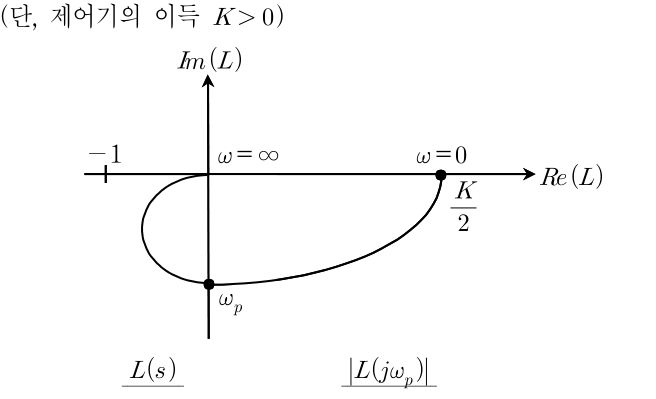 (단, 제어기의 이득 K > 0)
Im(L)
−1
ω = ∞
ω = 0
Re(L)
K/2
ω_p
L(s) |L(jω_p)|